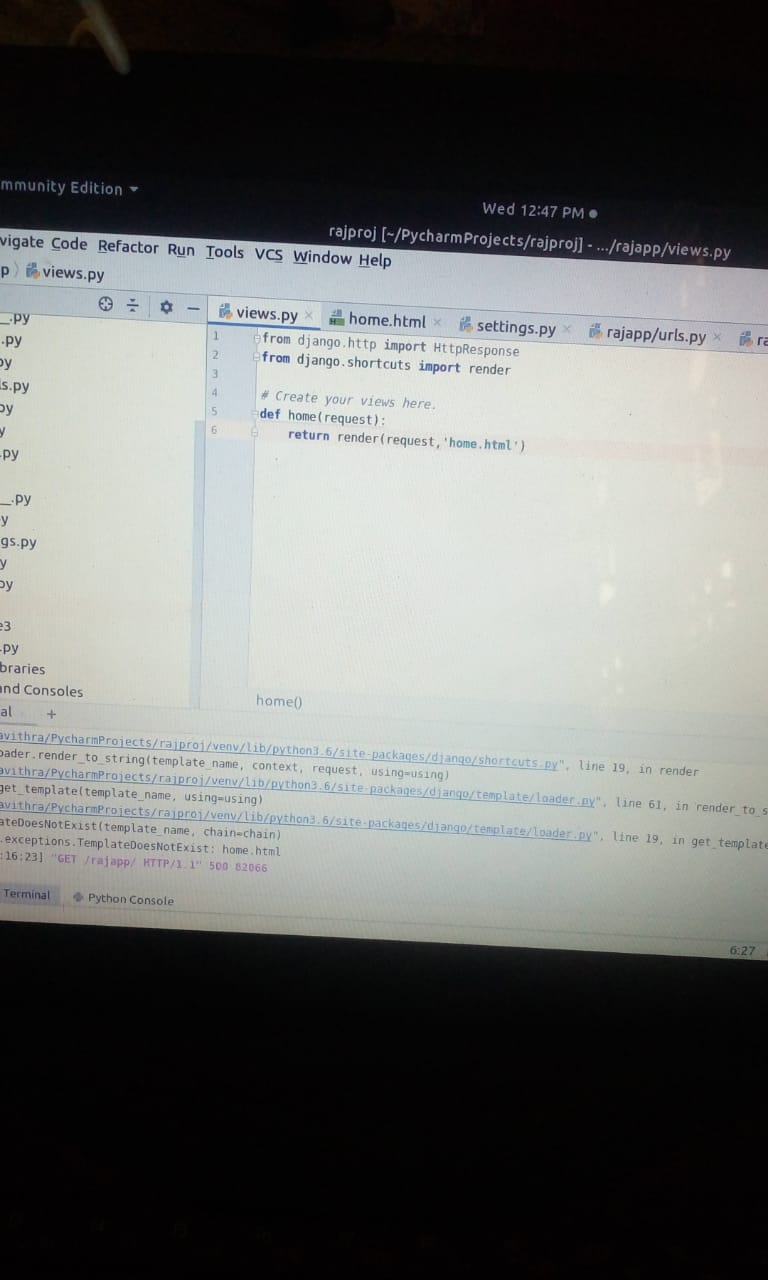 mmunity Edition
Wed 12:47 PM
rajproj [~/PycharmProjects/rajproj] - .../rajapp/views.py
vigate Code Refactor Run Tools VCS Window Help
p views.py
views.py × home.html × settings.py × rajapp/urls.py × ra
__.py
.py
py
ls.py
py
y
.py
__.py
y
gs.py
y
py
e3
.py
braries
and Consoles
1 from django.http import HttpResponse
2 from django.shortcuts import render
3
4 # Create your views here.
5 def home(request):
6 return render(request,'home.html')
home()
al +
avithra/PycharmProjects/rajproj/venv/lib/python3.6/site-packages/django/shortcuts.py", line 19, in render
oader.render_to_string(template_name, context, request, using=using)
avithra/PycharmProjects/rajproj/venv/lib/python3.6/site-packages/django/template/loader.py", line 61, in render_to_s
get_template(template_name, using=using)
avithra/PycharmProjects/rajproj/venv/lib/python3.6/site-packages/django/template/loader.py", line 19, in get_template
ateDoesNotExist(template_name, chain=chain)
.exceptions.TemplateDoesNotExist: home.html
:16:23] "GET /rajapp/ HTTP/1.1" 500 82066
Terminal Python Console
6:27